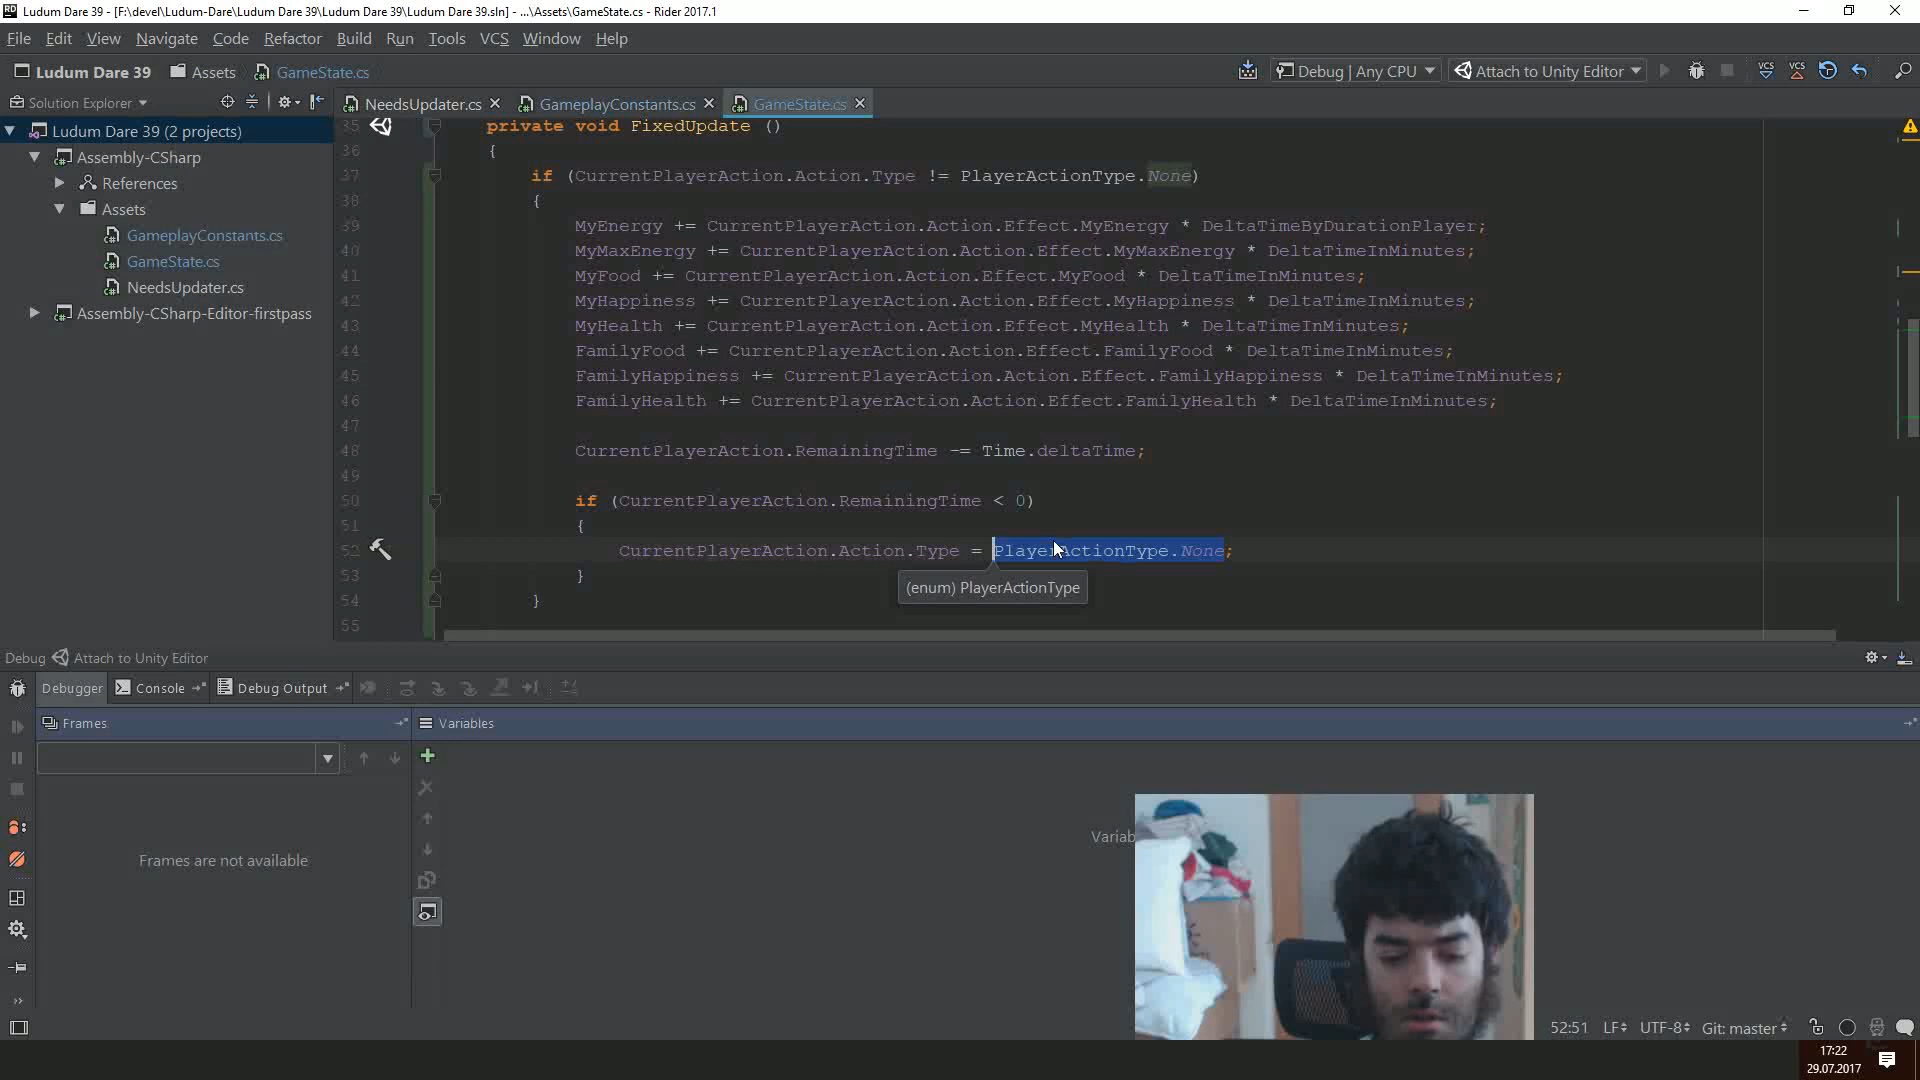 Ludum Dare 39 - [F:\devel\Ludum-Dare\Ludum Dare 39\Ludum Dare 39\Ludum Dare 39.sln] - ...\Assets\GameState.cs - Rider 2017.1
File Edit View Navigate Code Refactor Build Run Tools VCS Window Help
Ludum Dare 39 Assets GameState.cs Debug | Any CPU Attach to Unity Editor VCS VCS
Solution Explorer NeedsUpdater.cs GameplayConstants.cs GameState.cs
Ludum Dare 39 (2 projects)
Assembly-CSharp
References
Assets
GameplayConstants.cs
GameState.cs
NeedsUpdater.cs
Assembly-CSharp-Editor-firstpass
35 private void FixedUpdate ()
36 {
37 if (CurrentPlayerAction.Action.Type != PlayerActionType.None)
38 {
39 MyEnergy += CurrentPlayerAction.Action.Effect.MyEnergy * DeltaTimeByDurationPlayer;
40 MyMaxEnergy += CurrentPlayerAction.Action.Effect.MyMaxEnergy * DeltaTimeInMinutes;
41 MyFood += CurrentPlayerAction.Action.Effect.MyFood * DeltaTimeInMinutes;
42 MyHappiness += CurrentPlayerAction.Action.Effect.MyHappiness * DeltaTimeInMinutes;
43 MyHealth += CurrentPlayerAction.Action.Effect.MyHealth * DeltaTimeInMinutes;
44 FamilyFood += CurrentPlayerAction.Action.Effect.FamilyFood * DeltaTimeInMinutes;
45 FamilyHappiness += CurrentPlayerAction.Action.Effect.FamilyHappiness * DeltaTimeInMinutes;
46 FamilyHealth += CurrentPlayerAction.Action.Effect.FamilyHealth * DeltaTimeInMinutes;
47
48 CurrentPlayerAction.RemainingTime -= Time.deltaTime;
49
50 if (CurrentPlayerAction.RemainingTime < 0)
51 {
52 CurrentPlayerAction.Action.Type = PlayerActionType.None;
53 }
(enum) PlayerActionType
54 }
55
Debug Attach to Unity Editor
Debugger Console Debug Output
Frames Variables
Variab
Frames are not available
52:51 LF UTF-8 Git: master
17:22
29.07.2017